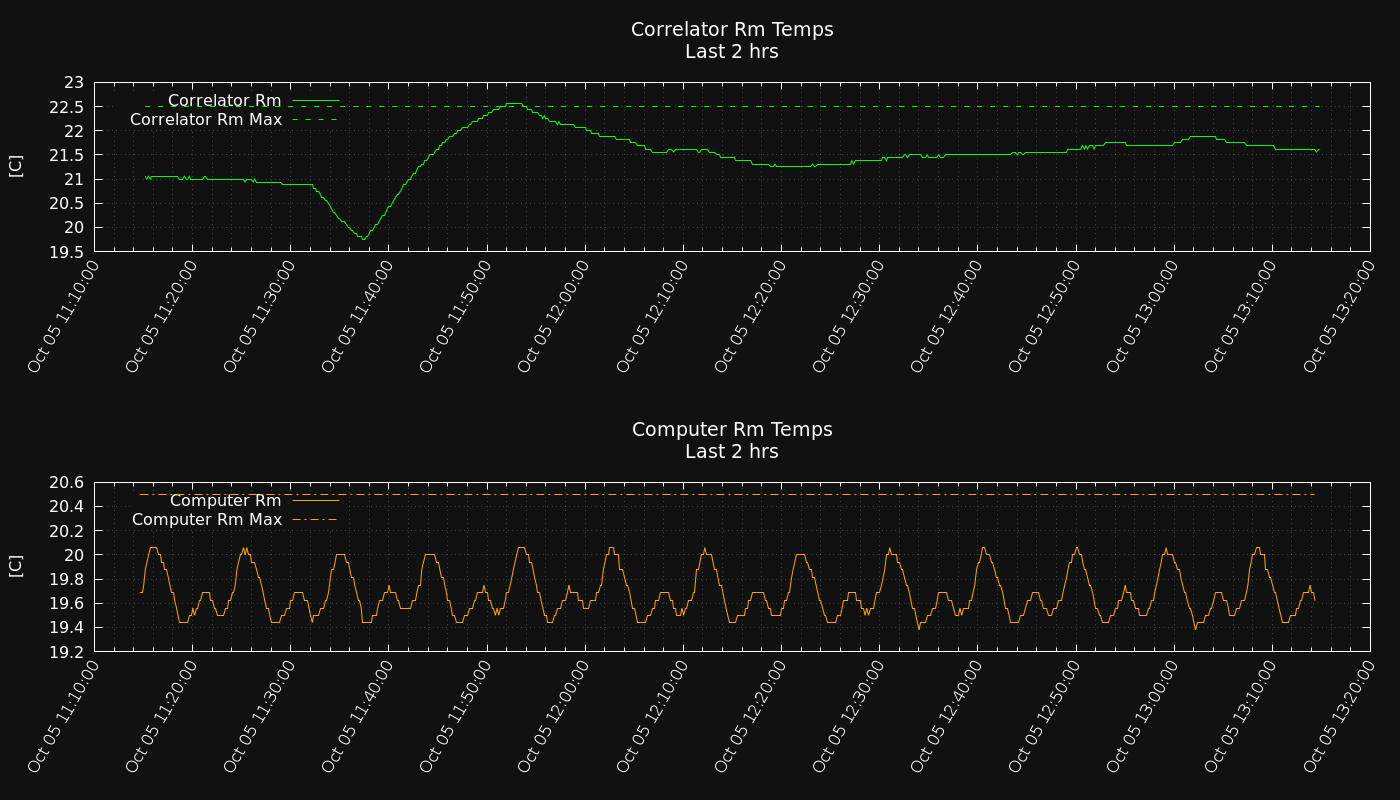 Correlator Rm Temps
Last 2 hrs
23
22.5
22
21.5
21
20.5
20
19.5
[C]
Correlator Rm
Correlator Rm Max
Oct 05 11:10:00
Oct 05 11:20:00
Oct 05 11:30:00
Oct 05 11:40:00
Oct 05 11:50:00
Oct 05 12:00:00
Oct 05 12:10:00
Oct 05 12:20:00
Oct 05 12:30:00
Oct 05 12:40:00
Oct 05 12:50:00
Oct 05 13:00:00
Oct 05 13:10:00
Oct 05 13:20:00
Computer Rm Temps
Last 2 hrs
20.6
20.4
20.2
20
19.8
19.6
19.4
19.2
[C]
Computer Rm
Computer Rm Max
Oct 05 11:10:00
Oct 05 11:20:00
Oct 05 11:30:00
Oct 05 11:40:00
Oct 05 11:50:00
Oct 05 12:00:00
Oct 05 12:10:00
Oct 05 12:20:00
Oct 05 12:30:00
Oct 05 12:40:00
Oct 05 12:50:00
Oct 05 13:00:00
Oct 05 13:10:00
Oct 05 13:20:00